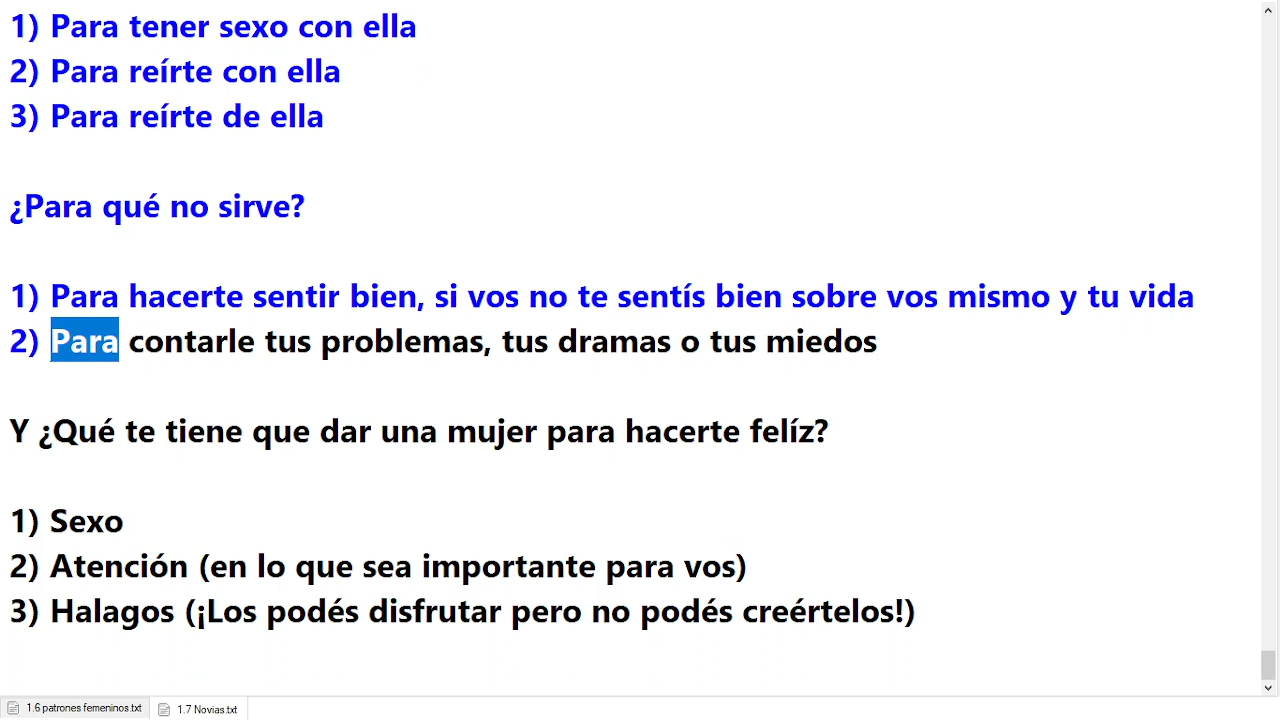 1) Para tener sexo con ella
2) Para reírte con ella
3) Para reírte de ella
¿Para qué no sirve?
1) Para hacerte sentir bien, si vos no te sentís bien sobre vos mismo y tu vida
2) Para contarle tus problemas, tus dramas o tus miedos
Y ¿Qué te tiene que dar una mujer para hacerte felíz?
1) Sexo
2) Atención (en lo que sea importante para vos)
3) Halagos (¡Los podés disfrutar pero no podés creértelos!)
1.6 patrones femeninos.txt 1.7 Novias.txt